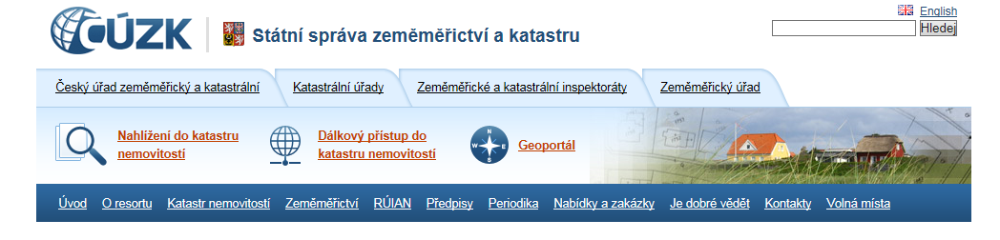 English
ČÚZK
Státní správa zeměměřictví a katastru
Hledej
Český úřad zeměměřický a katastrální
Katastrální úřady
Zeměměřické a katastrální inspektoráty
Zeměměřický úřad
Nahlížení do katastru
nemovitostí
Dálkový přístup do
katastru nemovitostí
N
W E
S
Geoportál
Úvod O resortu Katastr nemovitostí Zeměměřictví RÚIAN Předpisy Periodika Nabídky a zakázky Je dobré vědět Kontakty Volná místa